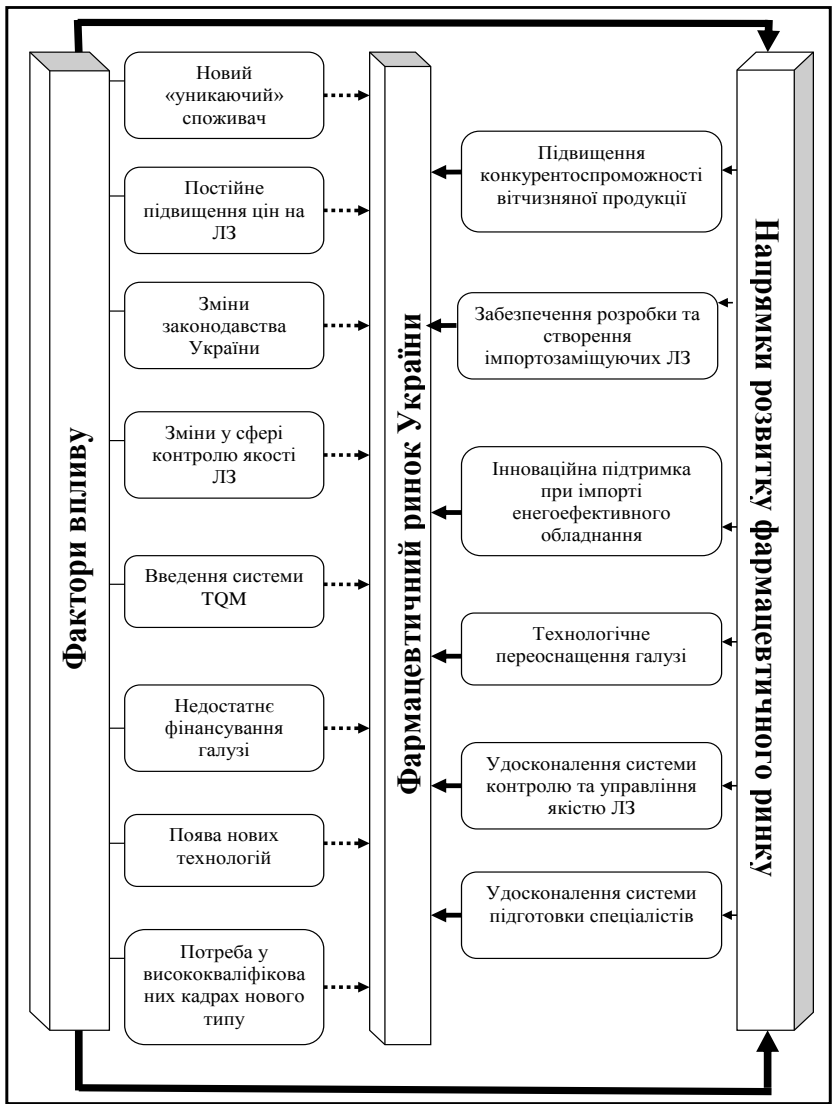 Фактори впливу
Новий
«уникаючий»
споживач
Постійне
підвищення цін на
ЛЗ
Зміни
законодавства
України
Зміни у сфері
контролю якості
ЛЗ
Введення системи
TQM
Недостатнє
фінансування
галузі
Поява нових
технологій
Потреба у
висококваліфікова
них кадрах нового
типу
Фармацевтичний ринок України
Підвищення
конкурентоспроможності
вітчизняної продукції
Забезпечення розробки та
створення
імпортозаміщуючих ЛЗ
Інноваційна підтримка
при імпорті
енегоефективного
обладнання
Технологічне
переоснащення галузі
Удосконалення системи
контролю та управління
якістю ЛЗ
Удосконалення системи
підготовки спеціалістів
Напрямки розвитку фармацевтичного ринку